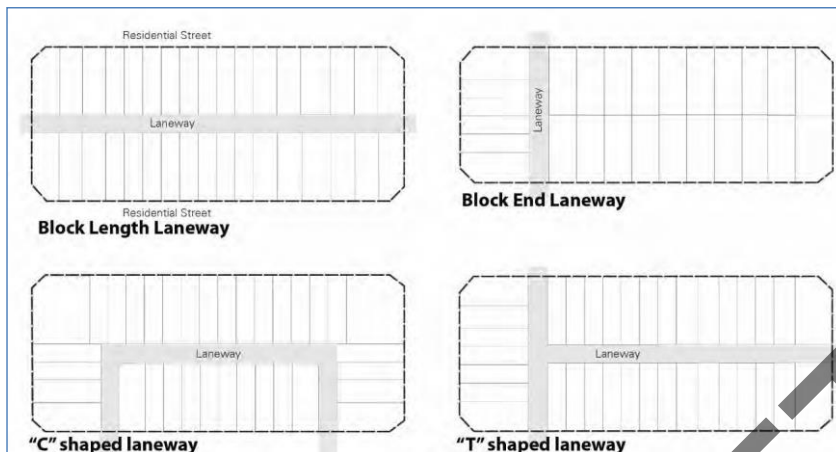 Residential Street
Laneway
Residential Street
Block Length Laneway
Laneway
Block End Laneway
Laneway
"C" shaped laneway
Laneway
"T" shaped laneway